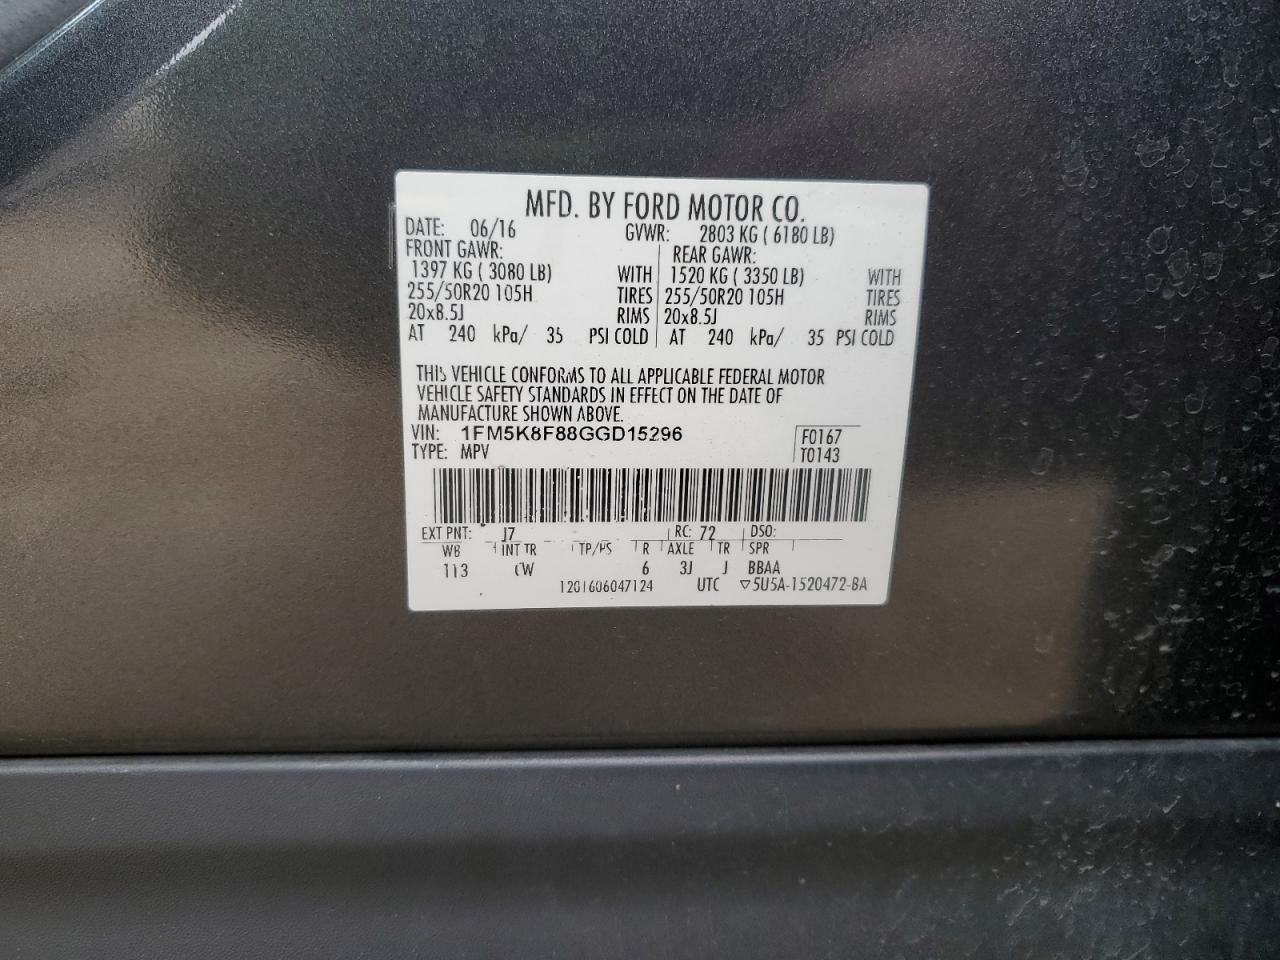 MFD. BY FORD MOTOR CO.
DATE: 06/16 GVWR: 2803 KG ( 6180 LB)
FRONT GAWR: REAR GAWR:
1397 KG ( 3080 LB) WITH 1520 KG ( 3350 LB) WITH
255/50R20 105H TIRES 255/50R20 105H TIRES
20x8.5J RIMS 20x8.5J RIMS
AT 240 kPa/ 35 PSI COLD AT 240 kPa/ 35 PSI COLD
THIS VEHICLE CONFORMS TO ALL APPLICABLE FEDERAL MOTOR
VEHICLE SAFETY STANDARDS IN EFFECT ON THE DATE OF
MANUFACTURE SHOWN ABOVE.
VIN: 1FM5K8F88GGD15296 F0167
TYPE: MPV T0143
EXT PNT: J7 RC: 72 DSO:
WB INT TR TP/PS R AXLE TR SPR
113 CW 6 3J J BBAA
1201606047124 UTC ▽5U5A-1520472-BA